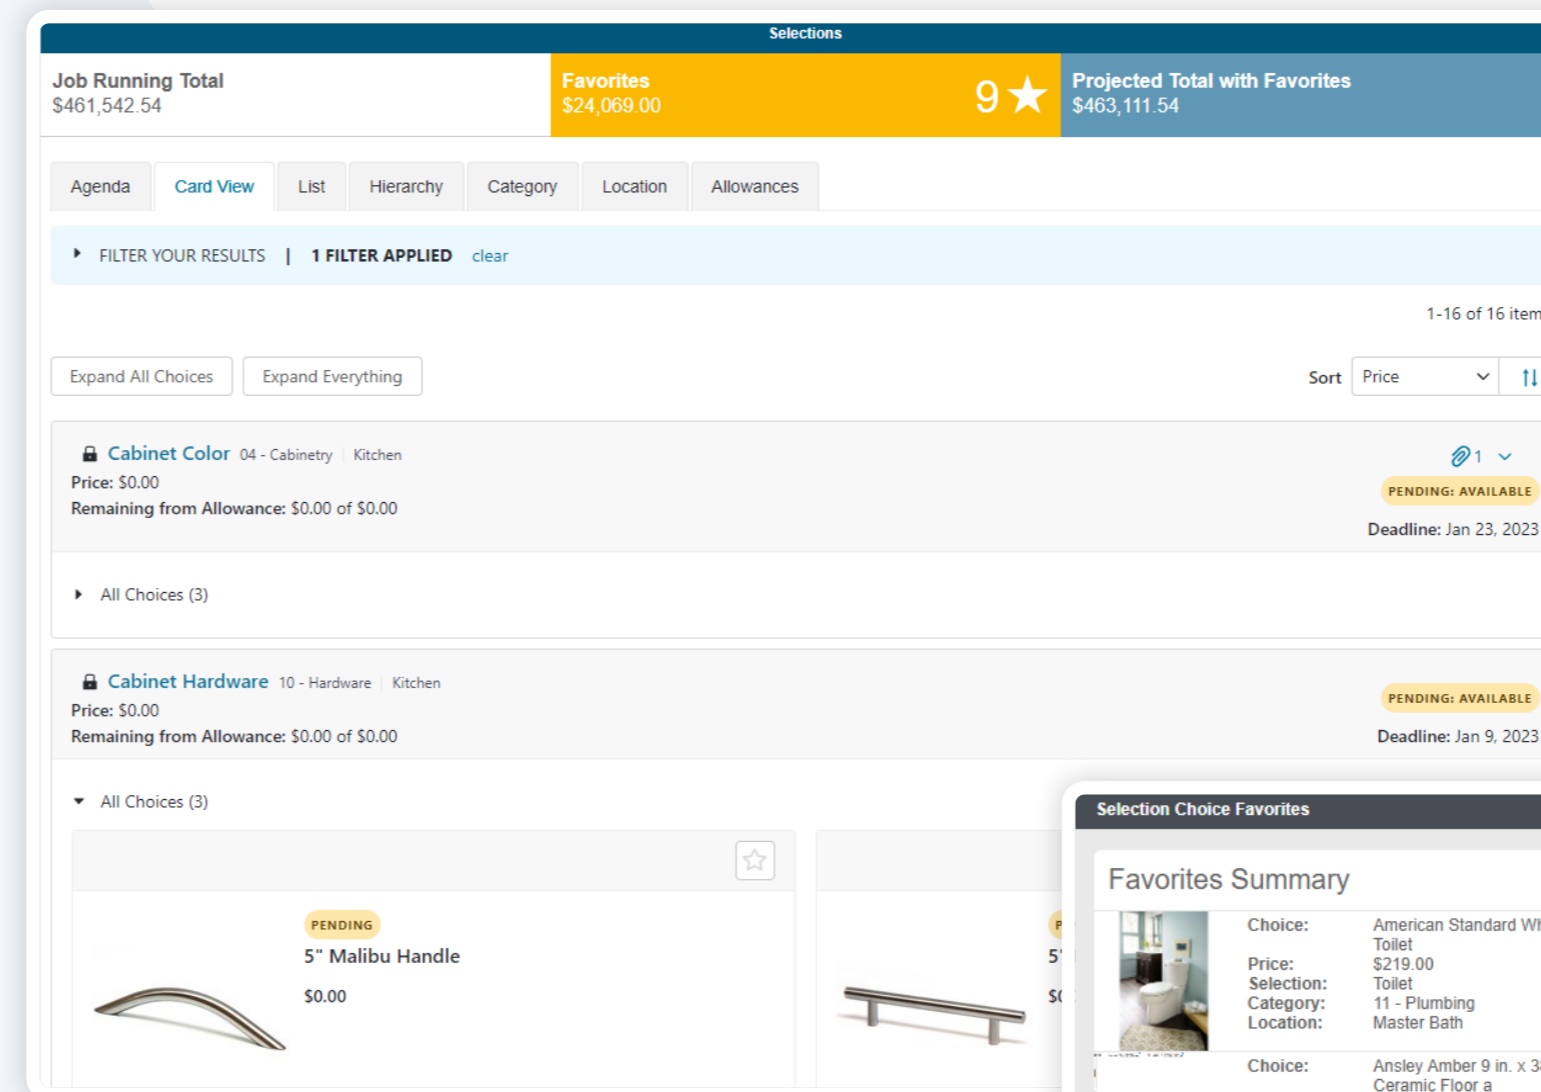 Selections
Job Running Total
$461,542.54
Favorites
$24,069.00
9
Projected Total with Favorites
$463,111.54
Agenda
Card View
List
Hierarchy
Category
Location
Allowances
FILTER YOUR RESULTS | 1 FILTER APPLIED clear
1-16 of 16 item
Expand All Choices
Expand Everything
Sort Price
Cabinet Color 04 - Cabinetry | Kitchen
1
Price: $0.00
PENDING: AVAILABLE
Remaining from Allowance: $0.00 of $0.00
Deadline: Jan 23, 2023
All Choices (3)
Cabinet Hardware 10 - Hardware | Kitchen
Price: $0.00
PENDING: AVAILABLE
Remaining from Allowance: $0.00 of $0.00
Deadline: Jan 9, 2023
All Choices (3)
PENDING
5" Malibu Handle
$0.00
P
5"
$0
Selection Choice Favorites
Favorites Summary
Choice: American Standard Wh
Toilet
Price: $219.00
Selection: Toilet
Category: 11 - Plumbing
Location: Master Bath
Choice: Ansley Amber 9 in. x 38
Ceramic Floor a